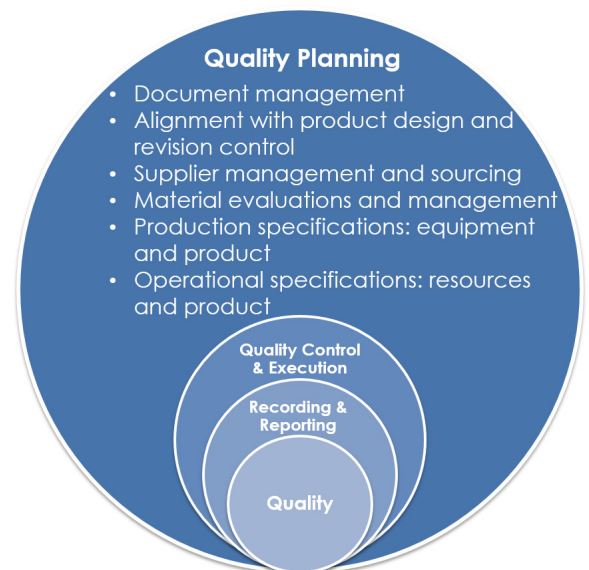 Quality Planning
• Document management
• Alignment with product design and
revision control
• Supplier management and sourcing
• Material evaluations and management
• Production specifications: equipment
and product
• Operational specifications: resources
and product
Quality Control
& Execution
Recording &
Reporting
Quality